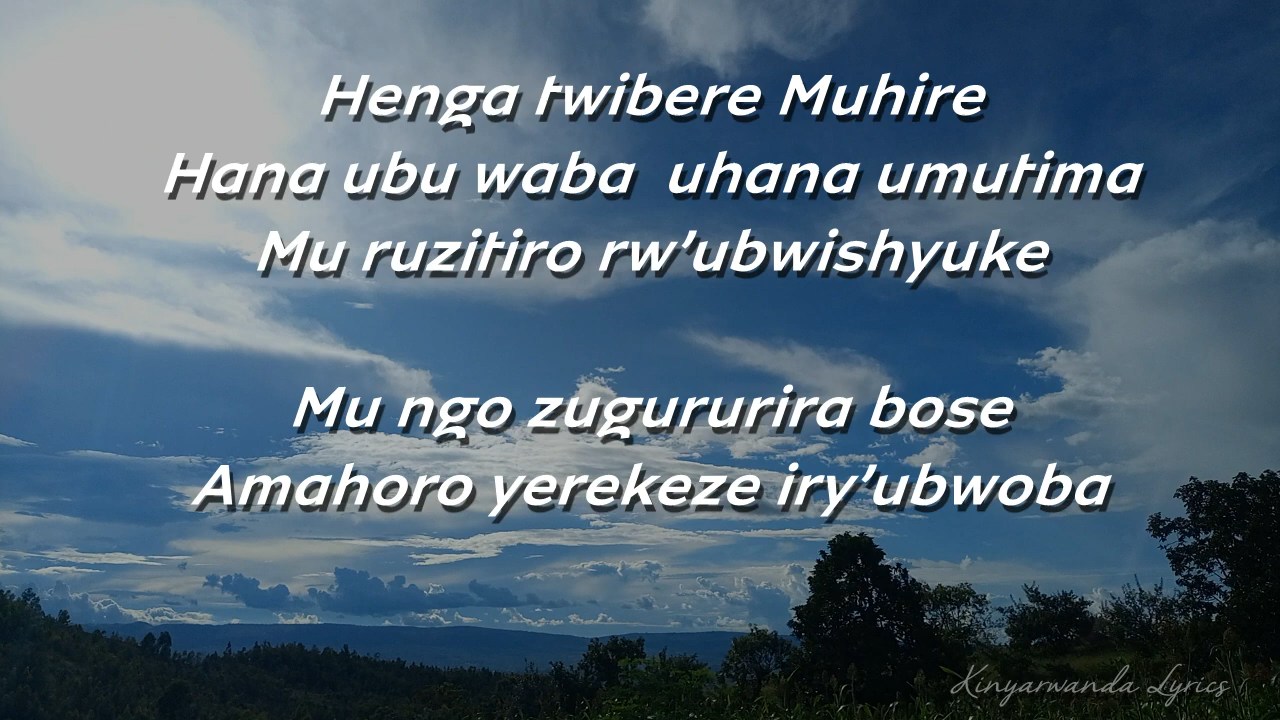 Henga twibere Muhire
Hana ubu waba uhana umutima
Mu ruzitiro rw'ubwishyuke
Mu ngo zugururira bose
Amahoro yerekeze iry'ubwoba
Kinyarwanda Lyrics